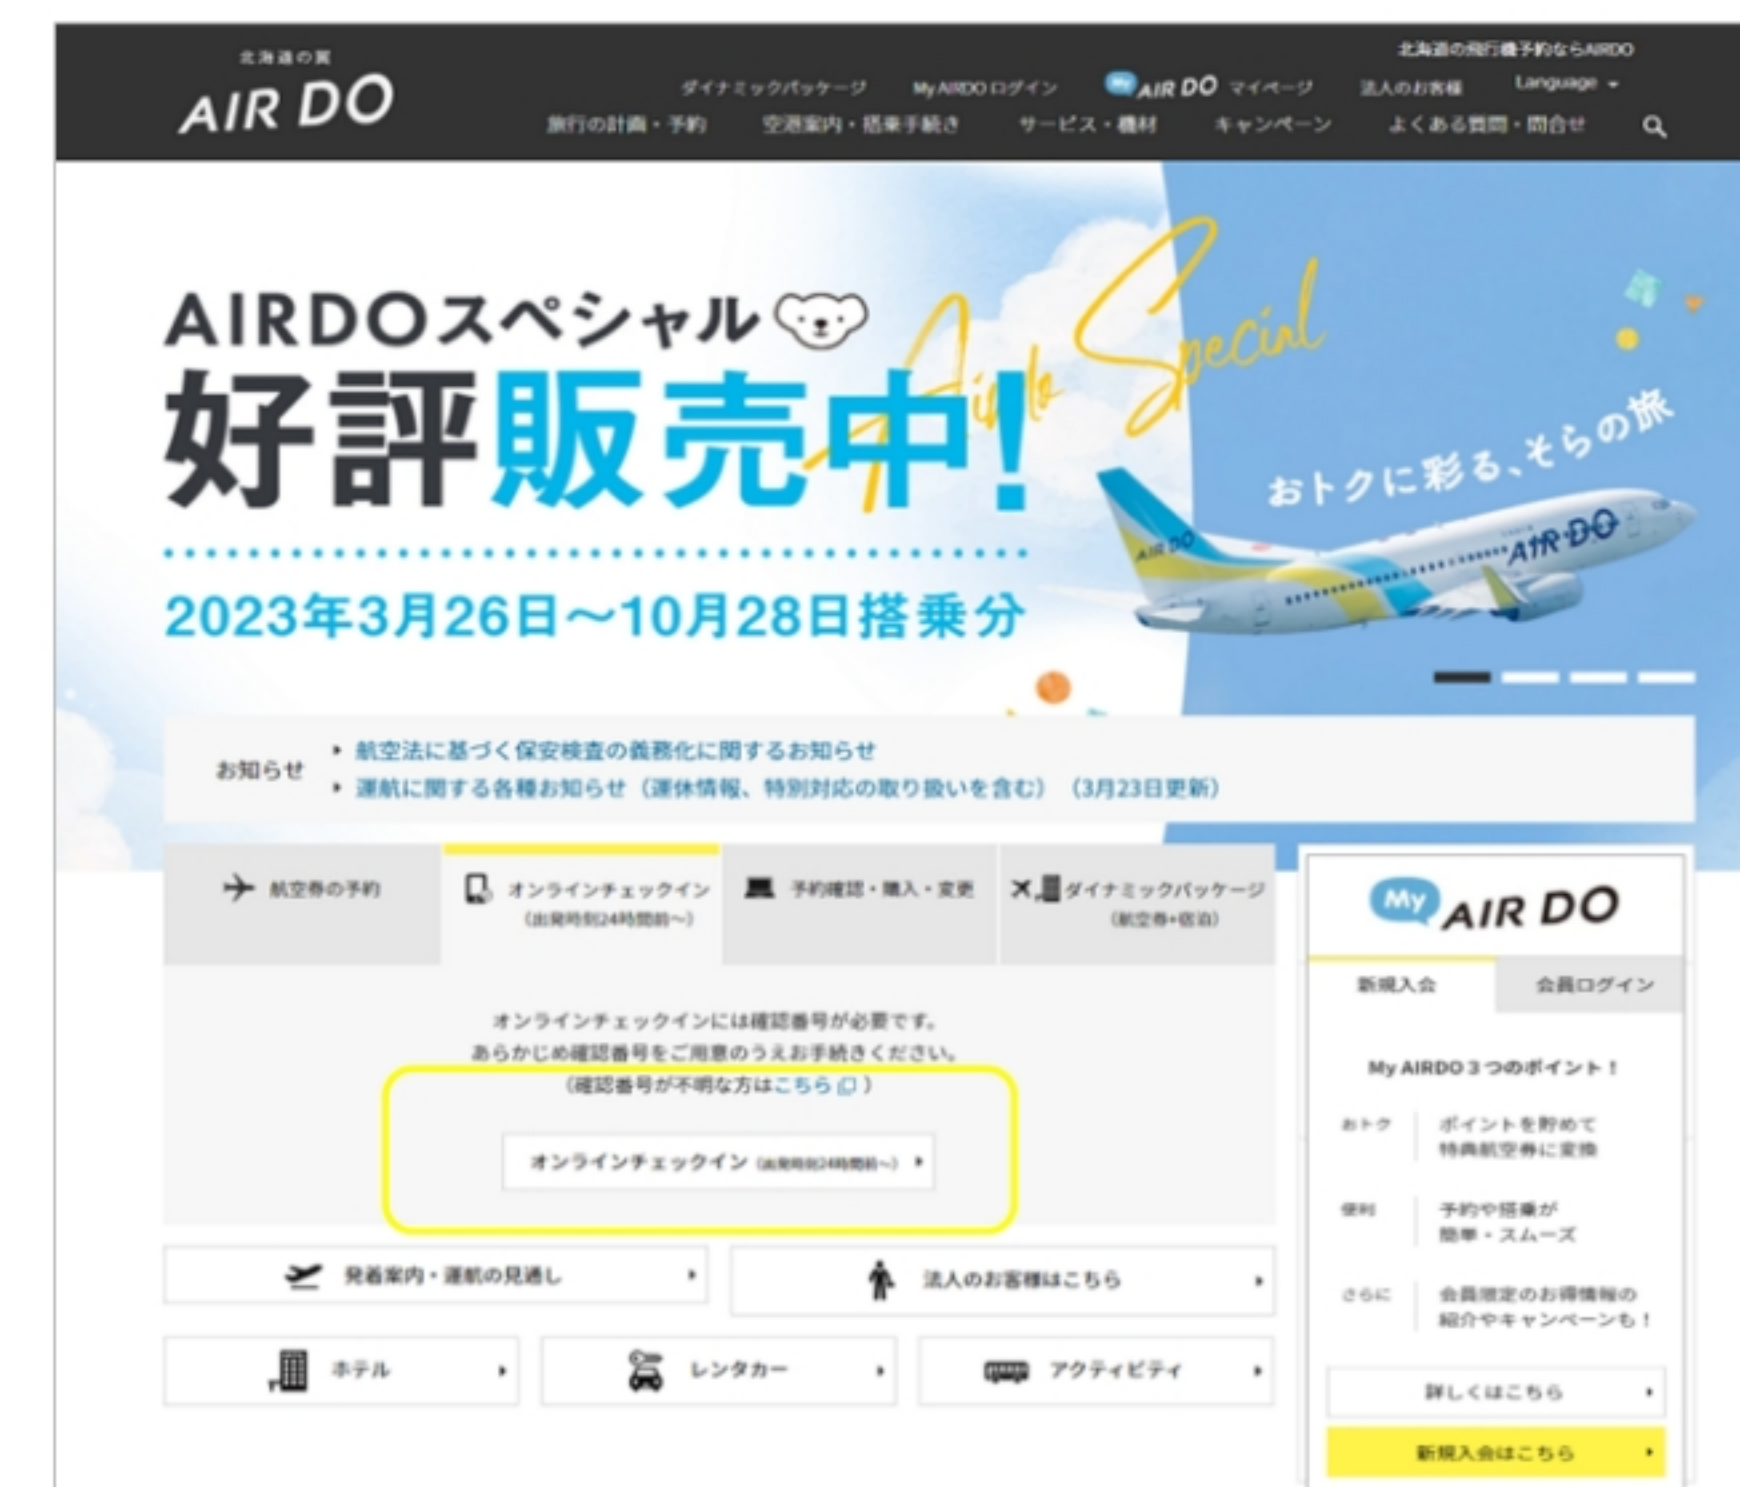 北海道の翼
AIR DO
北海道の飛行機予約ならAIRDO
ダイナミックパッケージ
My AIRDO ログイン
My AIR DO マイページ
法人のお客様
Language
旅行の計画・予約
空港案内・搭乗手続き
サービス・機材
キャンペーン
よくある質問・問合せ
AIRDOスペシャル
好評販売中!
Airdo Special
2023年3月26日～10月28日搭乗分
おトクに彩る、そらの旅
AIR DO
AIR DO
お知らせ
航空法に基づく保安検査の義務化に関するお知らせ
運航に関する各種お知らせ（運休情報、特別対応の取り扱いを含む）（3月23日更新）
航空券の予約
オンラインチェックイン
（出発時刻24時間前～）
予約確認・購入・変更
ダイナミックパッケージ
（航空券+宿泊）
オンラインチェックインには確認番号が必要です。
あらかじめ確認番号をご用意のうえお手続きください。
（確認番号が不明な方はこちら）
オンラインチェックイン（出発時刻24時間前～）
発着案内・運航の見通し
法人のお客様はこちら
ホテル
レンタカー
アクティビティ
My AIR DO
新規入会
会員ログイン
My AIRDO 3つのポイント！
おトク
ポイントを貯めて
特典航空券に変換
便利
予約や搭乗が
簡単・スムーズ
さらに
会員限定のお得情報の
紹介やキャンペーンも！
詳しくはこちら
新規入会はこちら